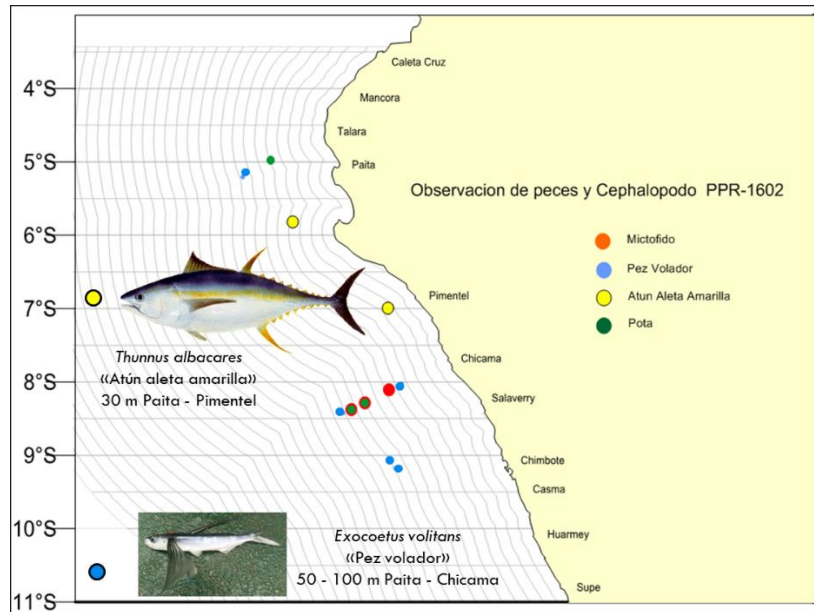 4°S
5°S
6°S
7°S
8°S
9°S
10°S
11°S
Caleta Cruz
Mancora
Talara
Paita
Pimentel
Chicama
Salaverry
Chimbote
Casma
Huarmey
Supe
Observacion de peces y Cephalopodo PPR-1602
Mictofido
Pez Volador
Atun Aleta Amarilla
Pota
Thunnus albacares
«Atún aleta amarilla»
30 m Paita - Pimentel
Exocoetus volitans
«Pez volador»
50 - 100 m Paita - Chicama